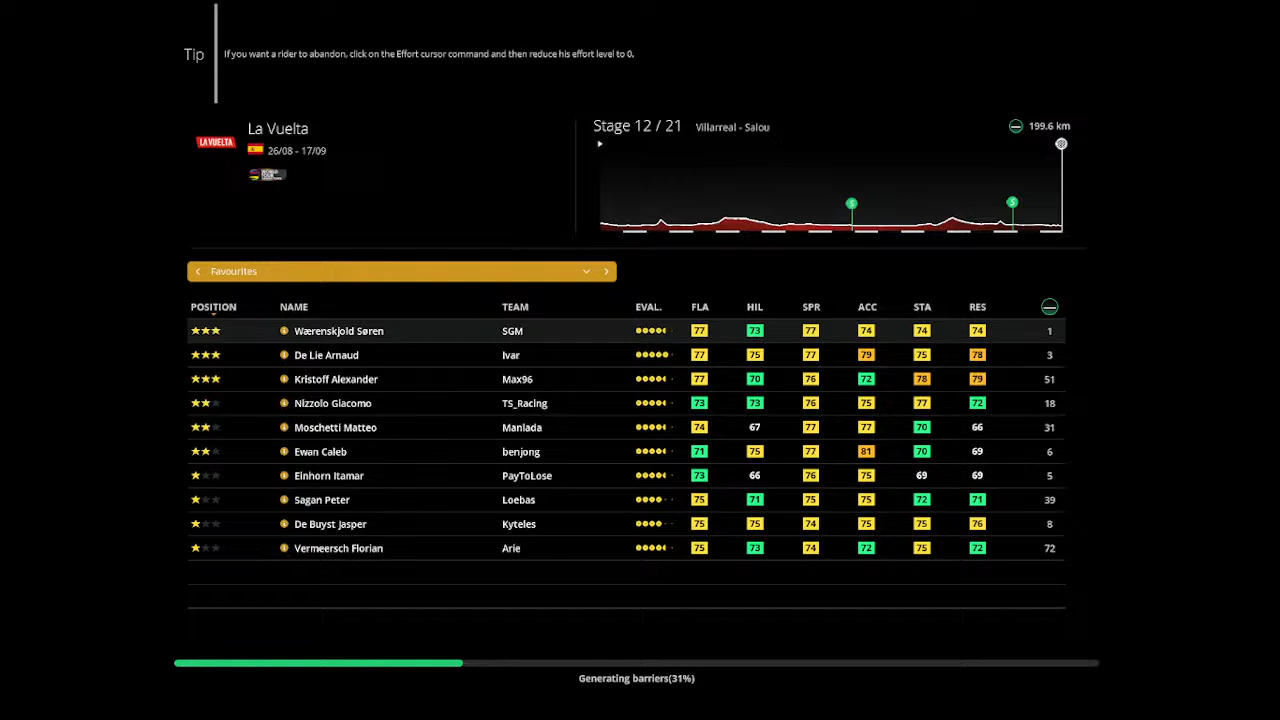 Tip If you want a rider to abandon, click on the Effort cursor command and then reduce his effort level to 0.
La Vuelta
LA VUELTA
26/08 - 17/09
Stage 12 / 21 Villarreal - Salou 199.6 km
S S
Favourites
POSITION NAME TEAM EVAL. FLA HIL SPR ACC STA RES
Wærenskjold Søren SGM 77 73 77 74 74 74 1
De Lie Arnaud Ivar 77 75 77 79 75 78 3
Kristoff Alexander Max96 77 70 76 72 78 79 51
Nizzolo Giacomo TS_Racing 73 73 76 75 77 72 18
Moschetti Matteo Manlada 74 67 77 77 70 66 31
Ewan Caleb benjong 71 75 77 81 70 69 6
Einhorn Itamar PayToLose 73 66 76 75 69 69 5
Sagan Peter Loebas 75 71 75 75 72 71 39
De Buyst Jasper Kyteles 75 75 74 75 75 76 8
Vermeersch Florian Arie 75 73 74 72 75 72 72
Generating barriers(31%)